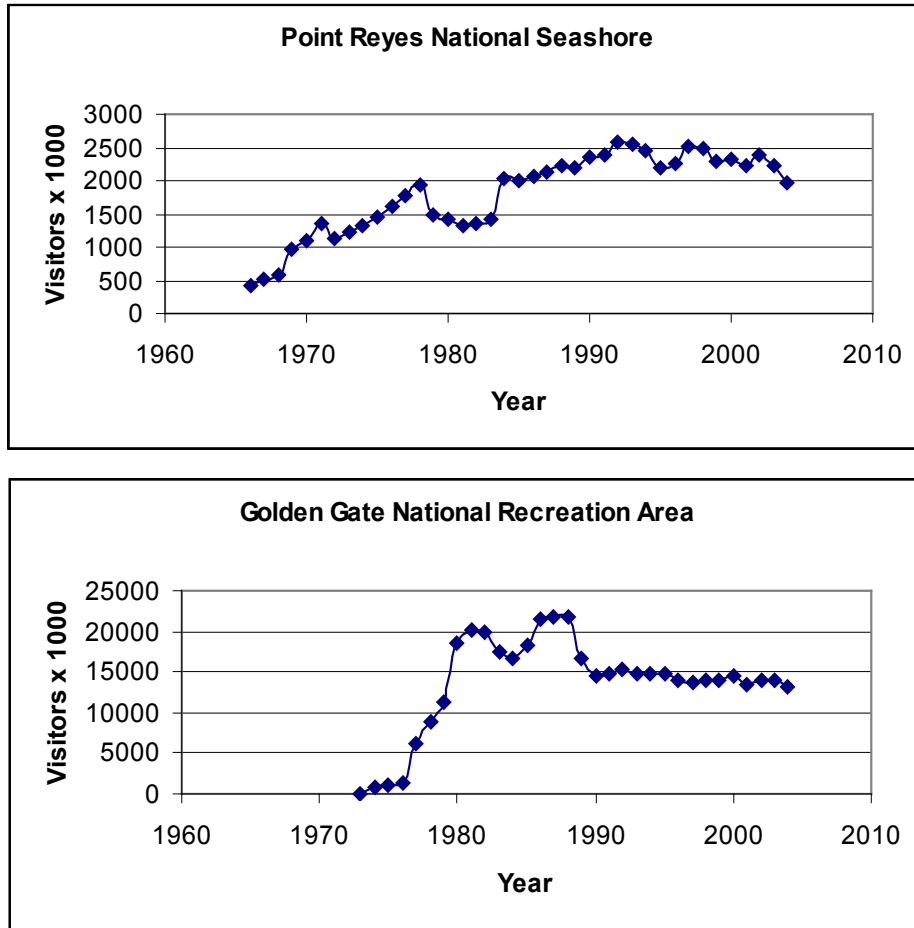 Point Reyes National Seashore
3000
2500
2000
1500
1000
500
0
Visitors x 1000
1960 1970 1980 1990 2000 2010
Year
Golden Gate National Recreation Area
25000
20000
15000
10000
5000
0
Visitors x 1000
1960 1970 1980 1990 2000 2010
Year